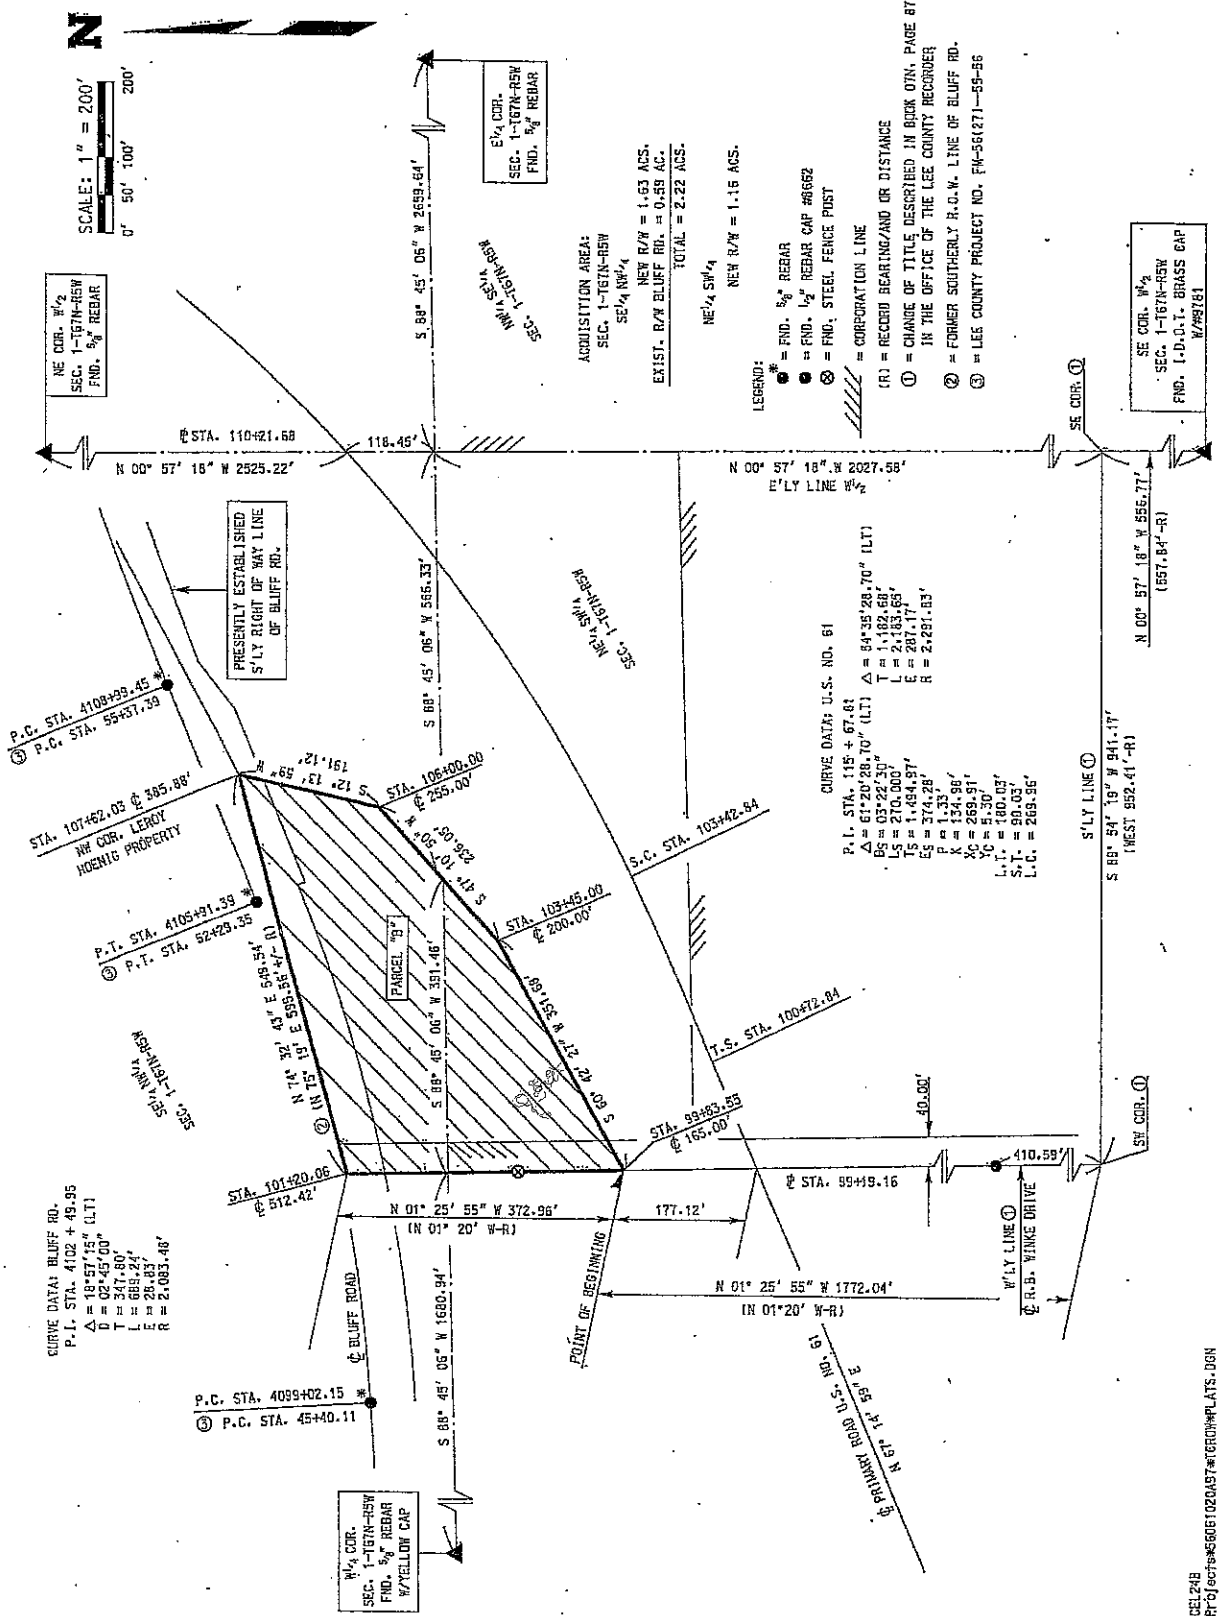 N
SCALE: 1" = 200'
0' 50' 100' 200'
NE COR. W½
SEC. 1-T67N-R5W
FND. 5/8" REBAR
E¼ COR.
SEC. 1-T67N-R5W
FND. 5/8" REBAR
S 88° 45' 06" W 2659.64'
NW¼ SE¼
SEC. 1-T67N-R5W
℄ STA. 110+21.68
N 00° 57' 18" W 2525.22'
118.45'
PRESENTLY ESTABLISHED
S'LY RIGHT OF WAY LINE
OF BLUFF RD.
P.C. STA. 4108+99.45 *
③ P.C. STA. 55+37.39
STA. 107+62.03 ℄ 385.88'
NW COR. LEROY
HOENIG PROPERTY
P.T. STA. 4105+91.39 *
③ P.T. STA. 52+29.35
ACQUISITION AREA:
SEC. 1-T67N-R5W
SE¼ NW¼
NEW R/W = 1.63 ACS.
EXIST. R/W BLUFF RD. = 0.59 AC.
TOTAL = 2.22 ACS.
NE¼ SW¼
NEW R/W = 1.16 ACS.
LEGEND:
* ● = FND. 5/8" REBAR
● = FND. 1/2" REBAR CAP #8662
⊗ = FND. STEEL FENCE POST
= CORPORATION LINE
(R) = RECORD BEARING/AND OR DISTANCE
① = CHANGE OF TITLE DESCRIBED IN BOOK 07N, PAGE 87
IN THE OFFICE OF THE LEE COUNTY RECORDER
② = FORMER SOUTHERLY R.O.W. LINE OF BLUFF RD.
③ = LEE COUNTY PROJECT NO. FM-56(27)--55-56
S 88° 45' 06" W 565.33'
NE¼ SW¼
SEC. 1-T67N-R5W
N 00° 57' 18" W 2027.58'
E'LY LINE W½
SE COR. ①
SE COR. W½
SEC. 1-T67N-R5W
FND. I.D.O.T. BRASS CAP
W/#8781
N 00° 57' 18" W 556.77'
(557.84'-R)
S 12° 13' 59" W
191.12'
STA. 106+00.00
℄ 255.00'
S 47° 10' 50" W
236.05'
STA. 103+45.00
℄ 200.00'
S.C. STA. 103+42.84
CURVE DATA: U.S. NO. 61
P.I. STA. 115 + 67.81
Δ = 61°20'28.70" (LT)
Ds = 03°22'30"
Ls = 270.000'
Ts = 1,494.97'
Es = 374.28'
P = 1.33'
K = 134.98'
XC = 269.91'
YC = 5.30'
L.T. = 180.03'
S.T. = 90.03'
L.C. = 269.96'
Δ = 54°35'28.70" (LT)
T = 1,182.68'
L = 2,183.65'
E = 287.17'
R = 2,291.83'
N 74° 32' 43" E 549.54'
② (N 75° 19' E 599.56' +/- R)
PARCEL "B"
S 88° 45' 06" W 391.46'
S 60° 42' 27" W 351.69'
SE¼ NW¼
SEC. 1-T67N-R5W
STA. 101+20.06
℄ 512.42'
STA. 99+83.55
℄ 165.00'
T.S. STA. 100+72.84
S'LY LINE ①
S 89° 54' 19" W 941.17'
(WEST 952.41'-R)
40.00'
SW COR. ①
410.59'
℄ STA. 99+19.16
N 01° 25' 55" W 372.96'
(N 01° 20' W-R)
177.12'
W'LY LINE ①
℄ R.B. WINKE DRIVE
N 01° 25' 55" W 1772.04'
(N 01°20' W-R)
POINT OF BEGINNING
CURVE DATA: BLUFF RD.
P.I. STA. 4102 + 49.95
Δ = 18°57'15" (LT)
D = 02°45'00"
T = 347.80'
L = 689.24'
E = 28.83'
R = 2,083.48'
℄ BLUFF ROAD
P.C. STA. 4099+02.15 *
③ P.C. STA. 45+40.11
S 88° 45' 06" W 1680.94'
W¼ COR.
SEC. 1-T67N-R5W
FND. 5/8" REBAR
W/YELLOW CAP
℄ PRIMARY ROAD U.S. NO. 61
N 67° 14' 59" E
CEL24B